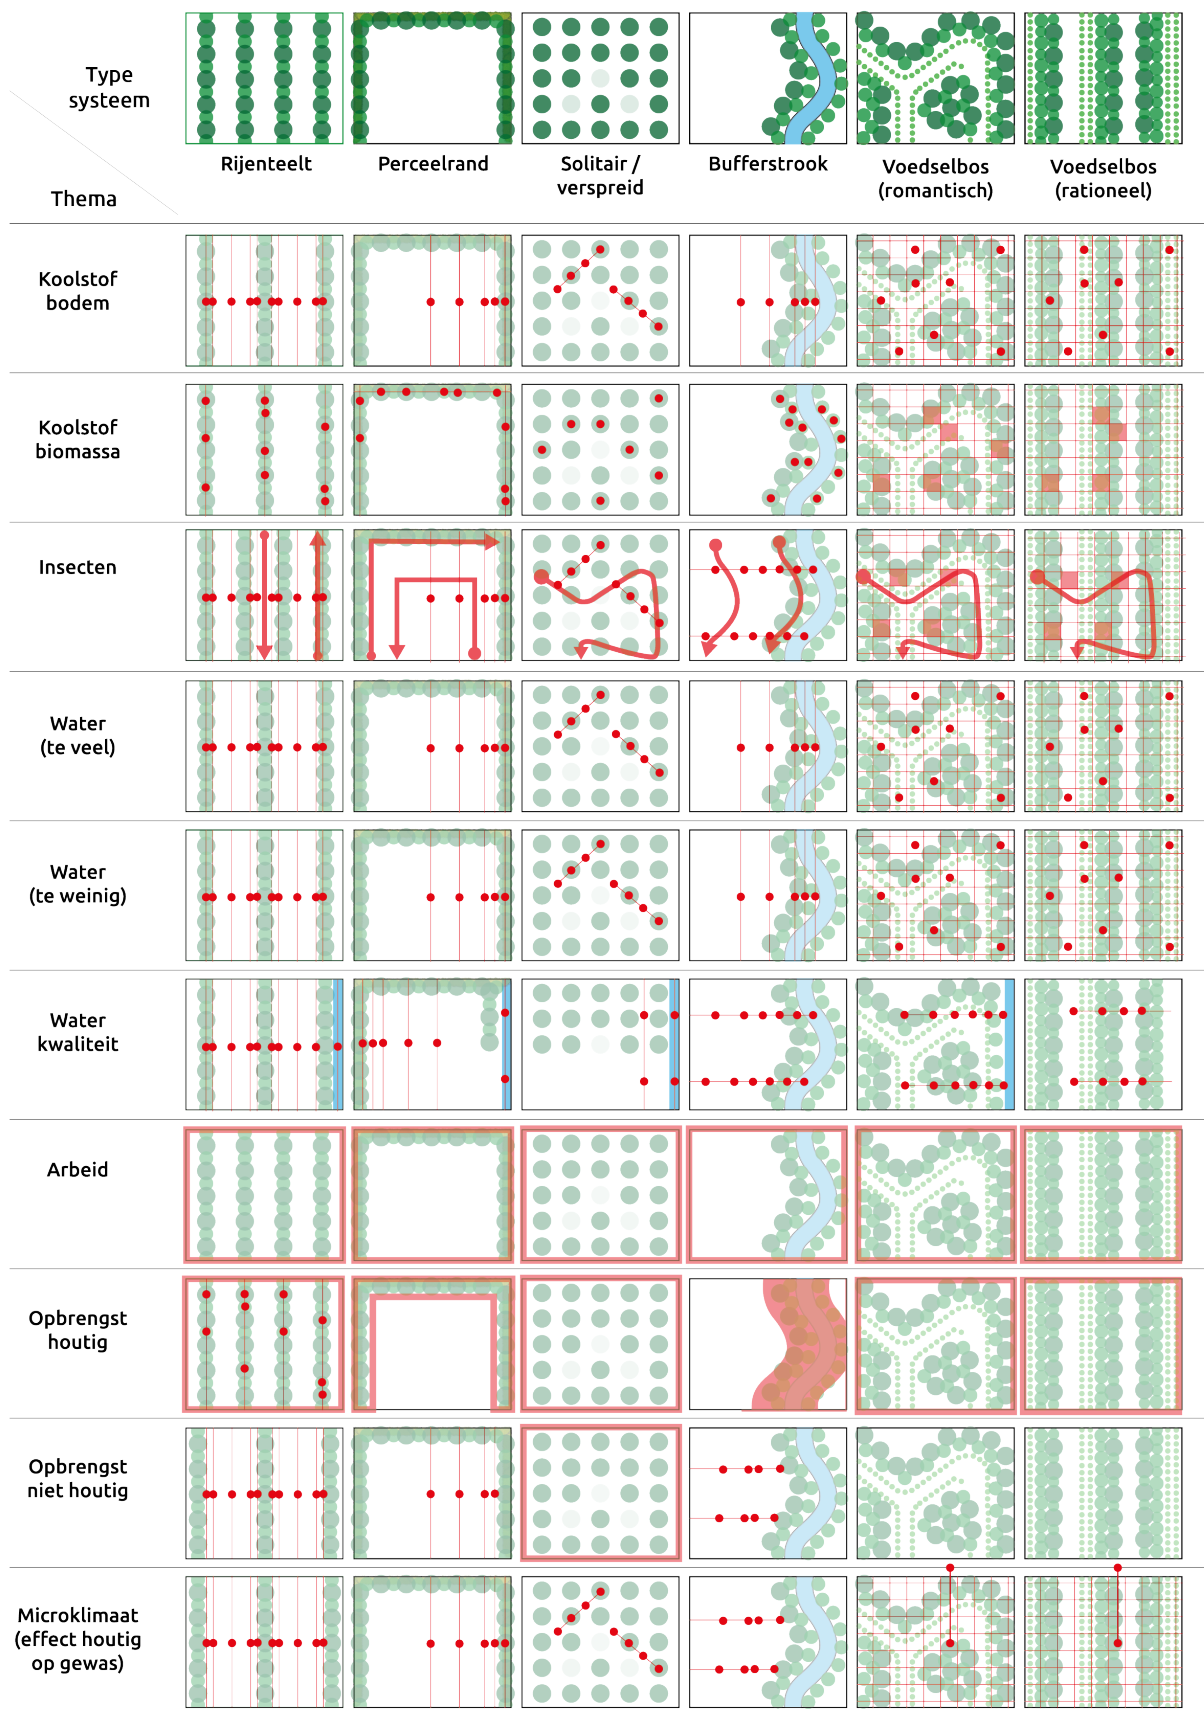 Type
systeem
Thema
Rijenteelt
Perceelrand
Solitair /
verspreid
Bufferstrook
Voedselbos
(romantisch)
Voedselbos
(rationeel)
Koolstof
bodem
Koolstof
biomassa
Insecten
Water
(te veel)
Water
(te weinig)
Water
kwaliteit
Arbeid
Opbrengst
houtig
Opbrengst
niet houtig
Microklimaat
(effect houtig
op gewas)